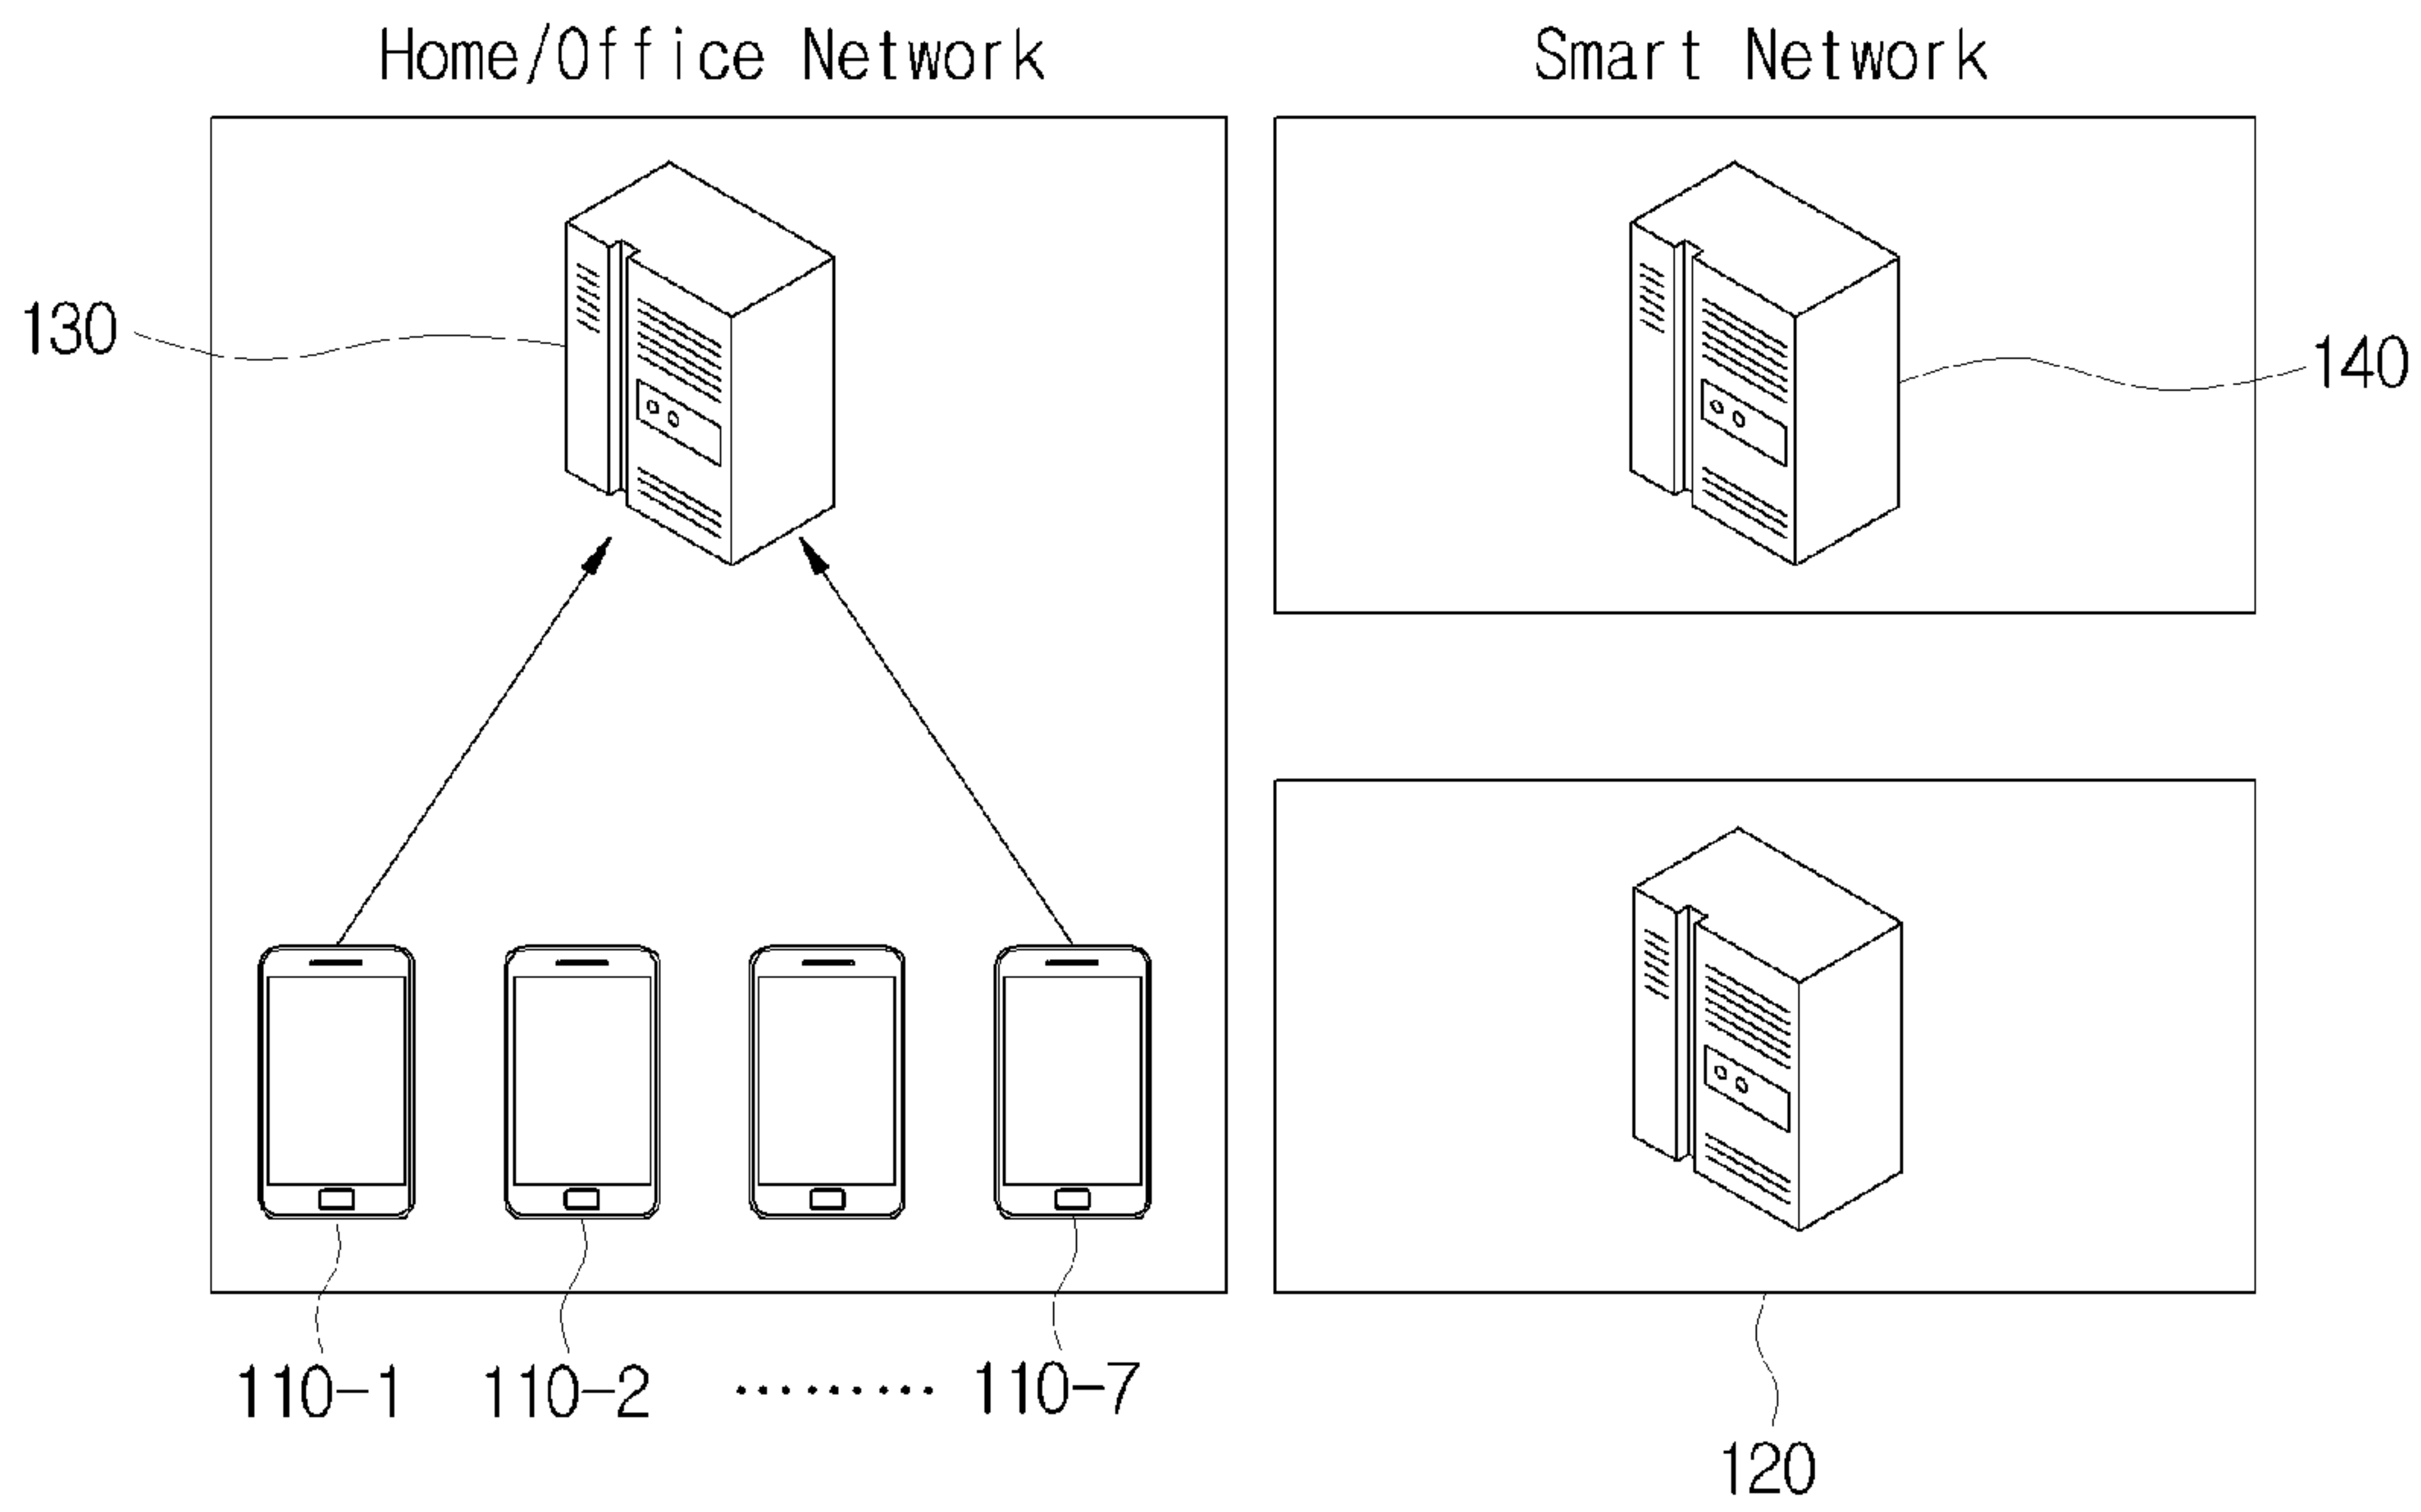 Home/Office Network
Smart Network
130
140
110-1 110-2 ········· 110-7
120